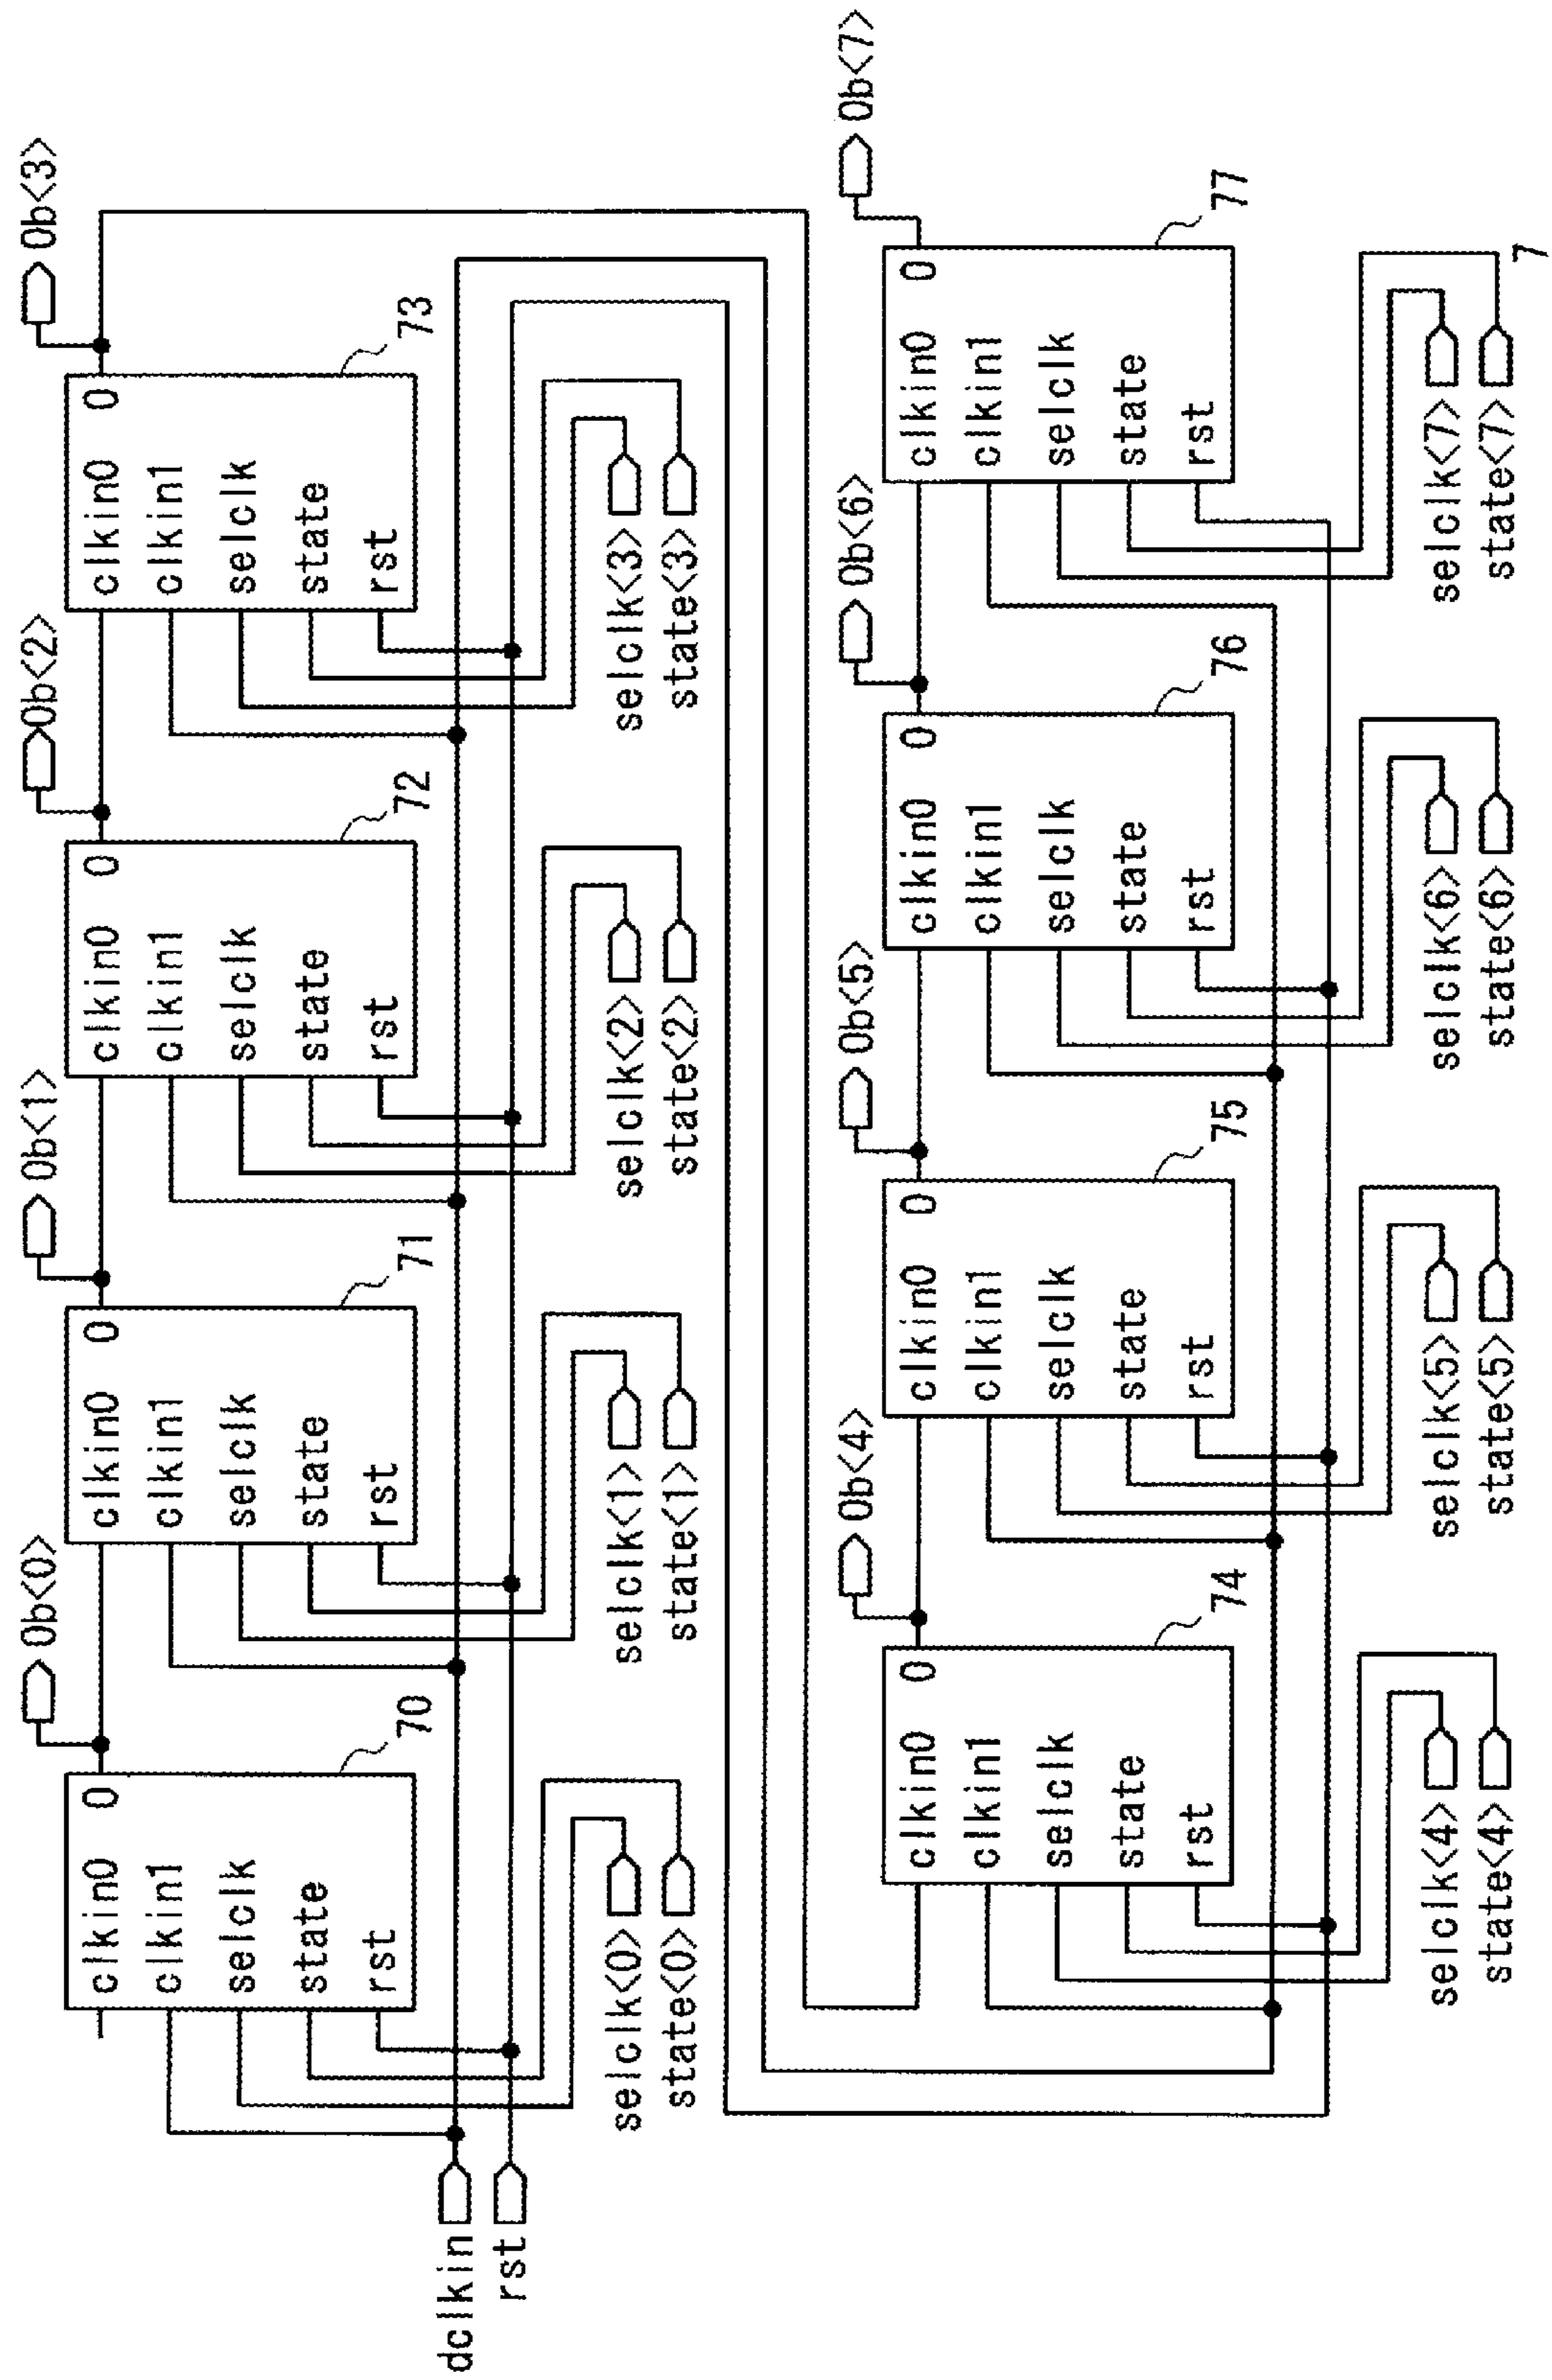 0b<0>
0b<1>
0b<2>
0b<3>
clkin0 0
clkin1
selclk
state
rst
70
clkin0 0
clkin1
selclk
state
rst
71
clkin0 0
clkin1
selclk
state
rst
72
clkin0 0
clkin1
selclk
state
rst
73
dclkin
rst
selclk<0>
state<0>
selclk<1>
state<1>
selclk<2>
state<2>
selclk<3>
state<3>
0b<4>
0b<5>
0b<6>
0b<7>
clkin0 0
clkin1
selclk
state
rst
74
clkin0 0
clkin1
selclk
state
rst
75
clkin0 0
clkin1
selclk
state
rst
76
clkin0 0
clkin1
selclk
state
rst
77
selclk<4>
state<4>
selclk<5>
state<5>
selclk<6>
state<6>
selclk<7>
state<7>
7